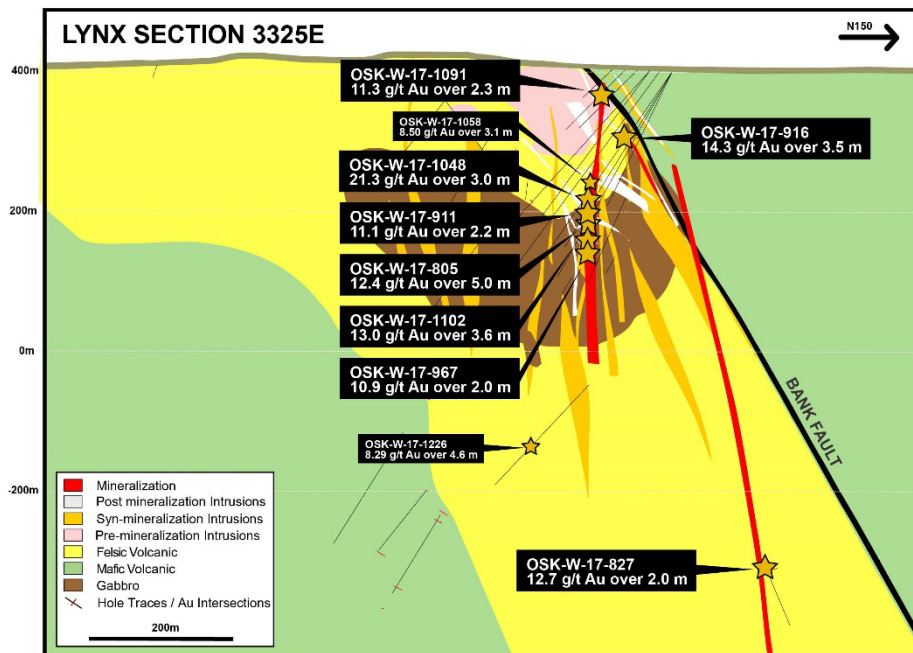 LYNX SECTION 3325E
N150
400m
OSK-W-17-1091
11.3 g/t Au over 2.3 m
OSK-W-17-1058
8.50 g/t Au over 3.1 m
OSK-W-17-916
14.3 g/t Au over 3.5 m
OSK-W-17-1048
21.3 g/t Au over 3.0 m
200m
OSK-W-17-911
11.1 g/t Au over 2.2 m
OSK-W-17-805
12.4 g/t Au over 5.0 m
OSK-W-17-1102
13.0 g/t Au over 3.6 m
0m
OSK-W-17-967
10.9 g/t Au over 2.0 m
BANK FAULT
OSK-W-17-1226
8.29 g/t Au over 4.6 m
-200m
Mineralization
Post mineralization Intrusions
Syn-mineralization Intrusions
Pre-mineralization Intrusions
Felsic Volcanic
Mafic Volcanic
Gabbro
Hole Traces / Au Intersections
200m
OSK-W-17-827
12.7 g/t Au over 2.0 m